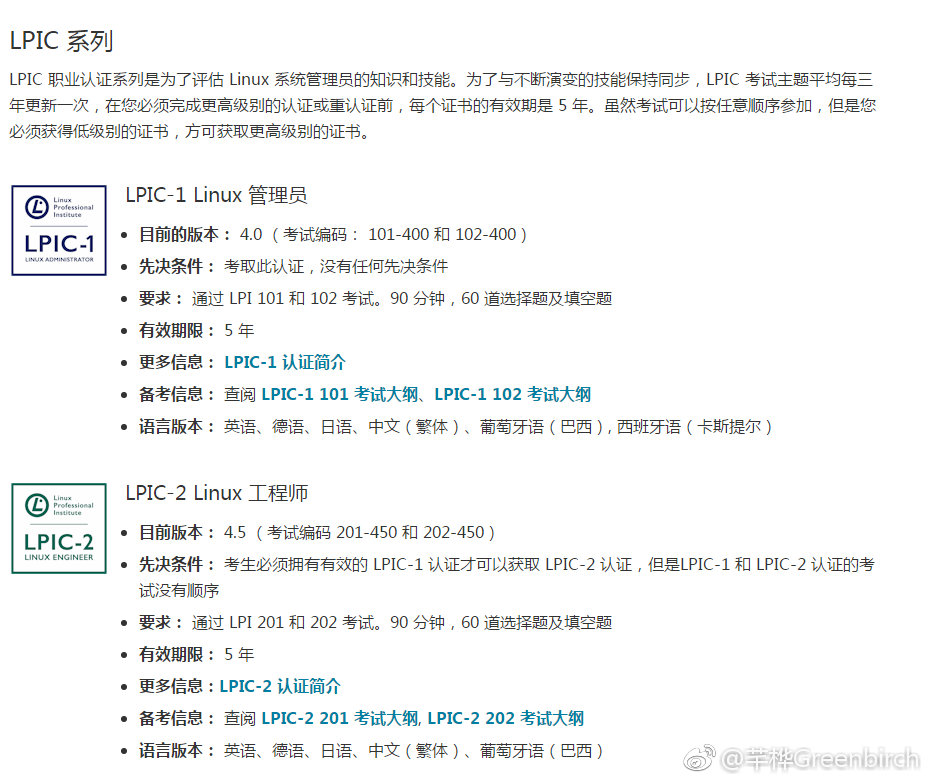 LPIC 系列
LPIC 职业认证系列是为了评估 Linux 系统管理员的知识和技能。为了与不断演变的技能保持同步，LPIC 考试主题平均每三
年更新一次，在您必须完成更高级别的认证或重认证前，每个证书的有效期是 5 年。虽然考试可以按任意顺序参加，但是您
必须获得低级别的证书，方可获取更高级别的证书。
Linux
Professional
Institute
LPIC-1
LINUX ADMINISTRATOR
LPIC-1 Linux 管理员
目前的版本： 4.0 （ 考试编码： 101-400 和 102-400 ）
先决条件： 考取此认证，没有任何先决条件
要求： 通过 LPI 101 和 102 考试。90 分钟，60 道选择题及填空题
有效期限： 5 年
更多信息： LPIC-1 认证简介
备考信息： 查阅 LPIC-1 101 考试大纲、LPIC-1 102 考试大纲
语言版本： 英语、德语、日语、中文（繁体）、葡萄牙语（巴西）, 西班牙语（卡斯提尔）
Linux
Professional
Institute
LPIC-2
LINUX ENGINEER
LPIC-2 Linux 工程师
目前版本： 4.5 （ 考试编码 201-450 和 202-450 ）
先决条件： 考生必须拥有有效的 LPIC-1 认证才可以获取 LPIC-2 认证，但是LPIC-1 和 LPIC-2 认证的考
试没有顺序
要求： 通过 LPI 201 和 202 考试。90 分钟，60 道选择题及填空题
有效期限： 5 年
更多信息：LPIC-2 认证简介
备考信息： 查阅 LPIC-2 201 考试大纲, LPIC-2 202 考试大纲
语言版本： 英语、德语、日语、中文（繁体）、葡萄牙语（巴西）
@芋桦Greenbirch